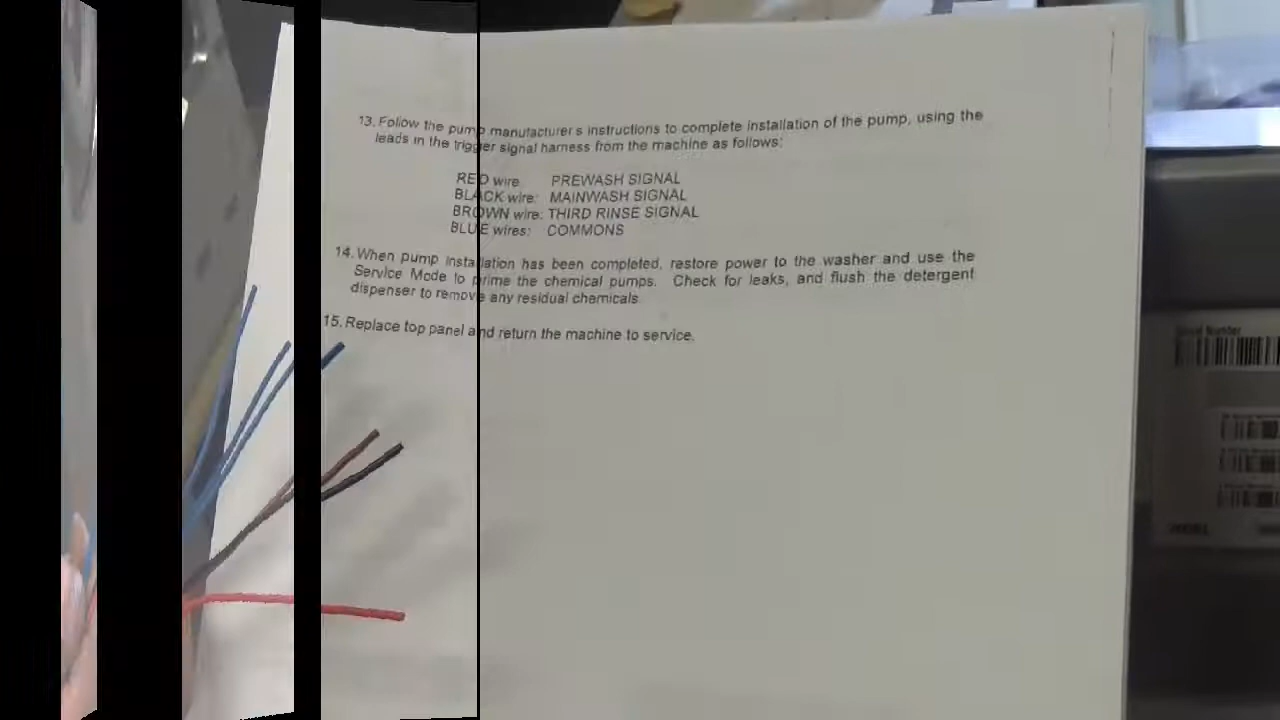 13. Follow the pump manufacturer s instructions to complete installation of the pump, using the
leads in the trigger signal harness from the machine as follows:
RED wire: PREWASH SIGNAL
BLACK wire: MAINWASH SIGNAL
BROWN wire: THIRD RINSE SIGNAL
BLUE wires: COMMONS
14. When pump installation has been completed, restore power to the washer and use the
Service Mode to prime the chemical pumps. Check for leaks, and flush the detergent
dispenser to remove any residual chemicals.
15. Replace top panel and return the machine to service.
Serial Number